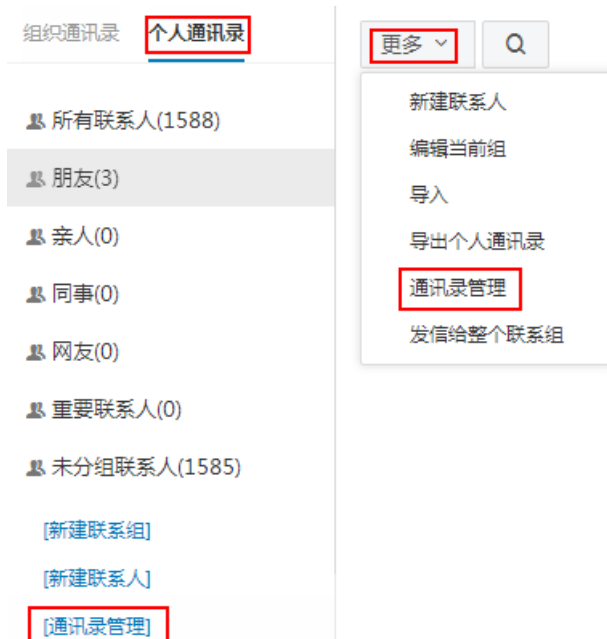 组织通讯录 个人通讯录
所有联系人(1588)
朋友(3)
亲人(0)
同事(0)
网友(0)
重要联系人(0)
未分组联系人(1585)
[新建联系组]
[新建联系人]
[通讯录管理]
更多
新建联系人
编辑当前组
导入
导出个人通讯录
通讯录管理
发信给整个联系组